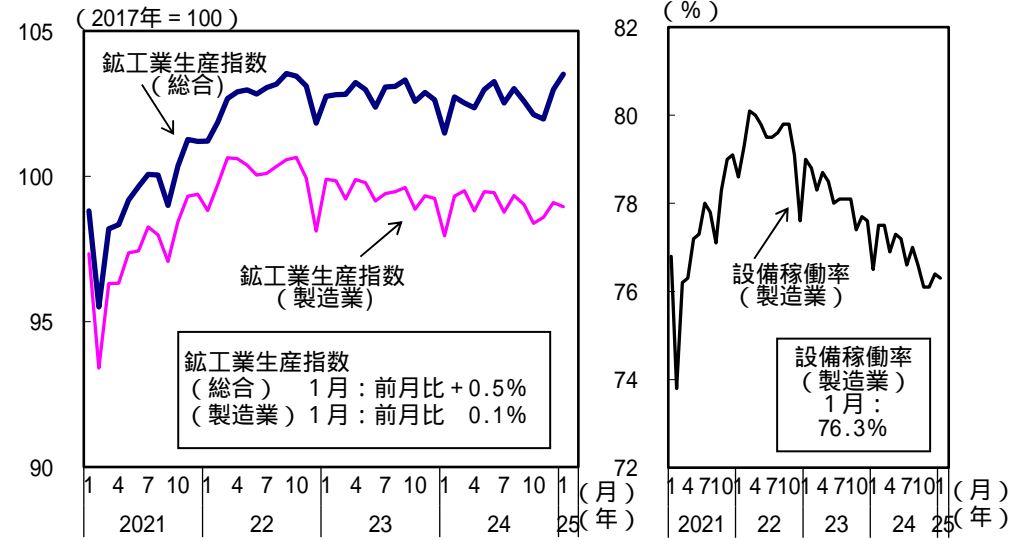 （2017年＝100）
105
100
95
90
鉱工業生産指数
（総合）
鉱工業生産指数
（製造業）
鉱工業生産指数
（総合） １月：前月比＋0.5%
（製造業）１月：前月比 0.1%
1 4 7 10 1 4 7 10 1 4 7 10 1 4 7 10 1 （月）
2021 22 23 24 25 （年）
（%）
82
80
78
76
74
72
設備稼働率
（製造業）
設備稼働率
（製造業）
１月：
76.3%
1 4 7 10 1 4 7 10 1 4 7 10 1 4 7 10 1 （月）
2021 22 23 24 25 （年）